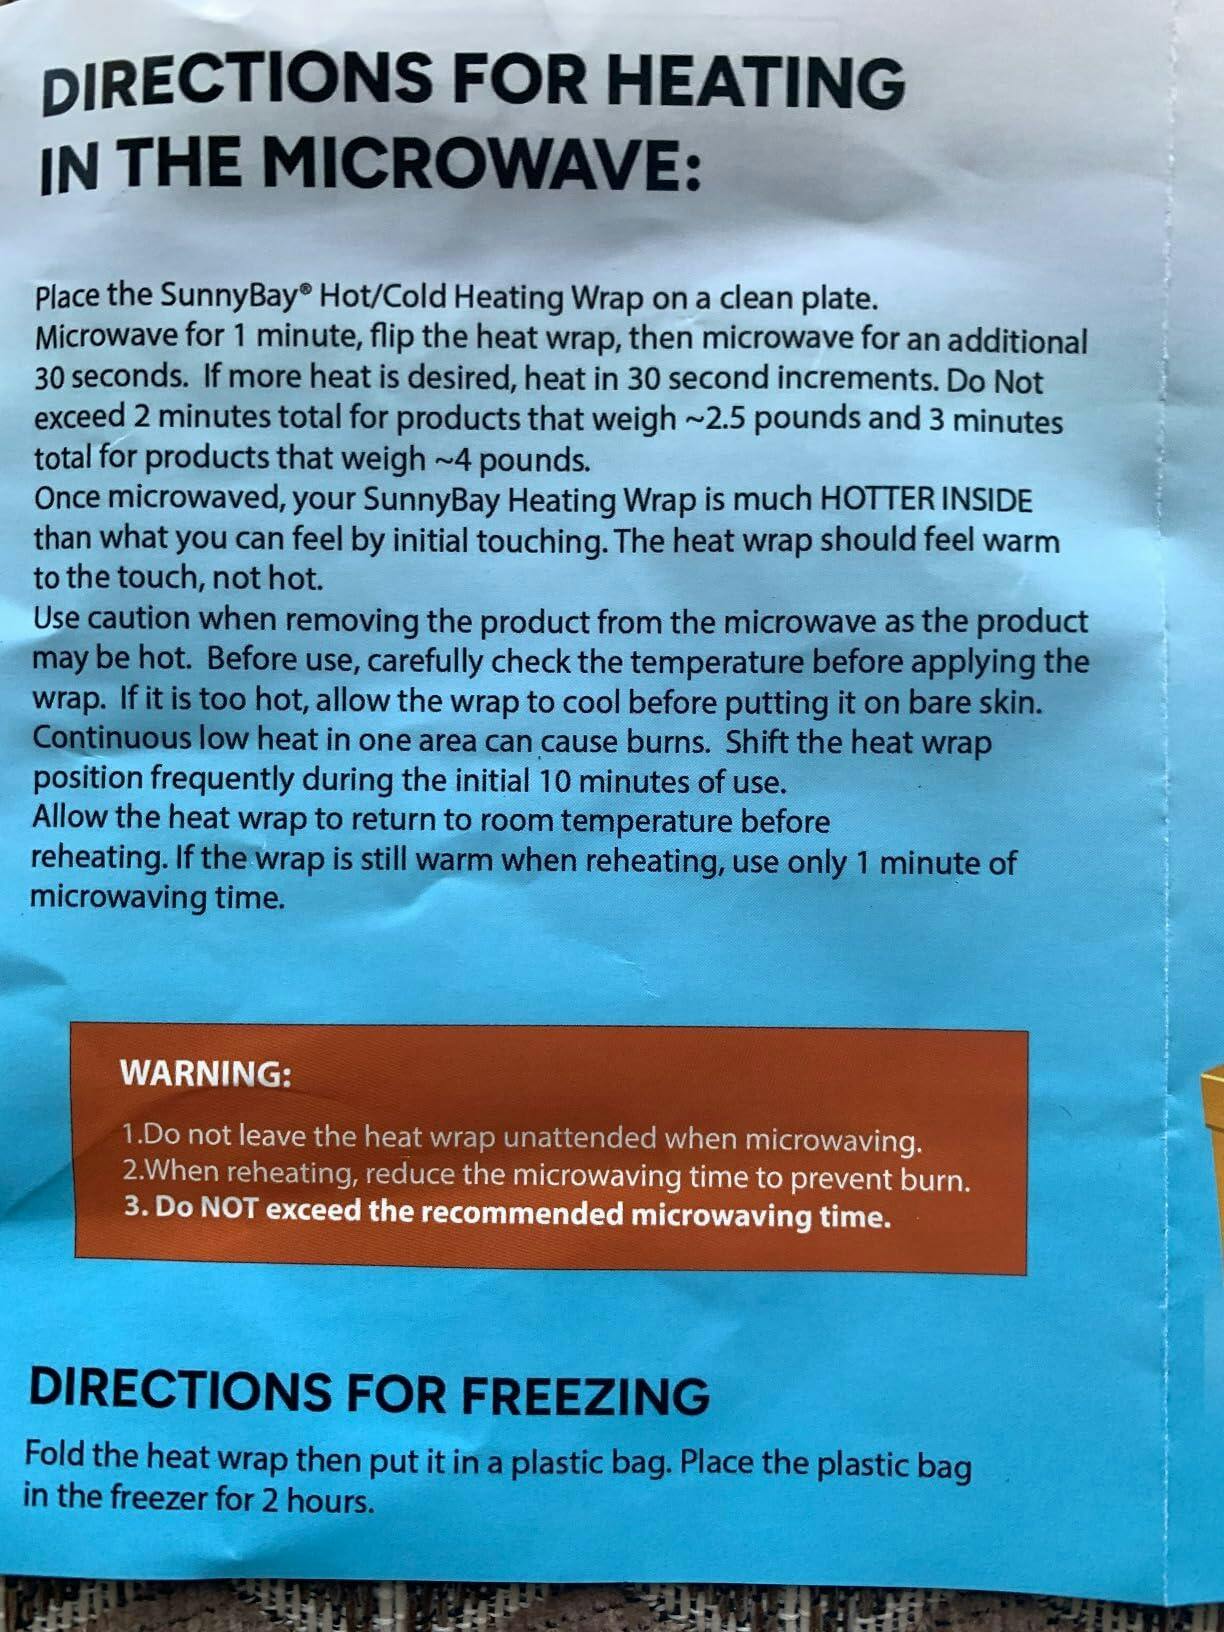 DIRECTIONS FOR HEATING
IN THE MICROWAVE:
Place the SunnyBay® Hot/Cold Heating Wrap on a clean plate.
Microwave for 1 minute, flip the heat wrap, then microwave for an additional
30 seconds. If more heat is desired, heat in 30 second increments. Do Not
exceed 2 minutes total for products that weigh ~2.5 pounds and 3 minutes
total for products that weigh ~4 pounds.
Once microwaved, your SunnyBay Heating Wrap is much HOTTER INSIDE
than what you can feel by initial touching. The heat wrap should feel warm
to the touch, not hot.
Use caution when removing the product from the microwave as the product
may be hot. Before use, carefully check the temperature before applying the
wrap. If it is too hot, allow the wrap to cool before putting it on bare skin.
Continuous low heat in one area can cause burns. Shift the heat wrap
position frequently during the initial 10 minutes of use.
Allow the heat wrap to return to room temperature before
reheating. If the wrap is still warm when reheating, use only 1 minute of
microwaving time.
WARNING:
1.Do not leave the heat wrap unattended when microwaving.
2.When reheating, reduce the microwaving time to prevent burn.
3. Do NOT exceed the recommended microwaving time.
DIRECTIONS FOR FREEZING
Fold the heat wrap then put it in a plastic bag. Place the plastic bag
in the freezer for 2 hours.